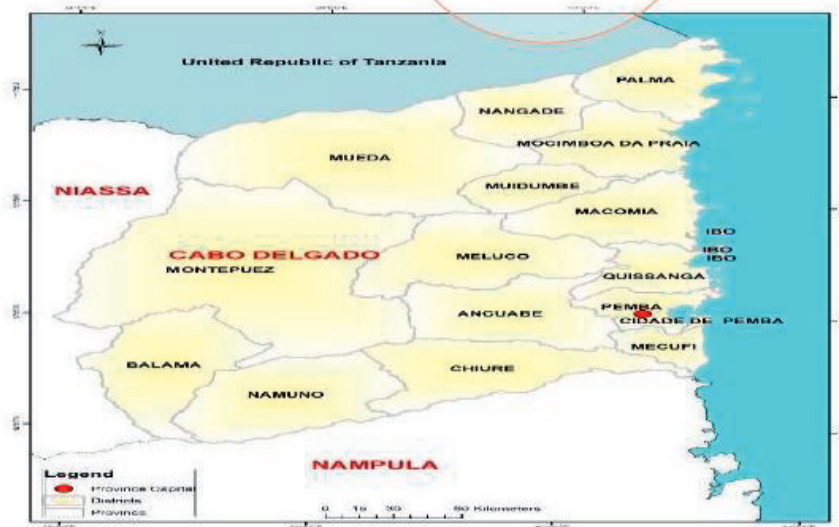 United Republic of Tanzania
PALMA
NANGADE
MOCIMBOA DA PRAIA
MUEDA
NIASSA
MUIDUMBE
MACOMIA
IBO
CABO DELGADO
MELUCO
IBO
IBO
MONTEPUEZ
QUISSANGA
PEMBA
ANCUABE
CIDADE DE PEMBA
MECUFI
BALAMA
CHIURE
NAMUNO
NAMPULA
Legend
Province Capital
Districts
Province
0 15 30 60 Kilometers